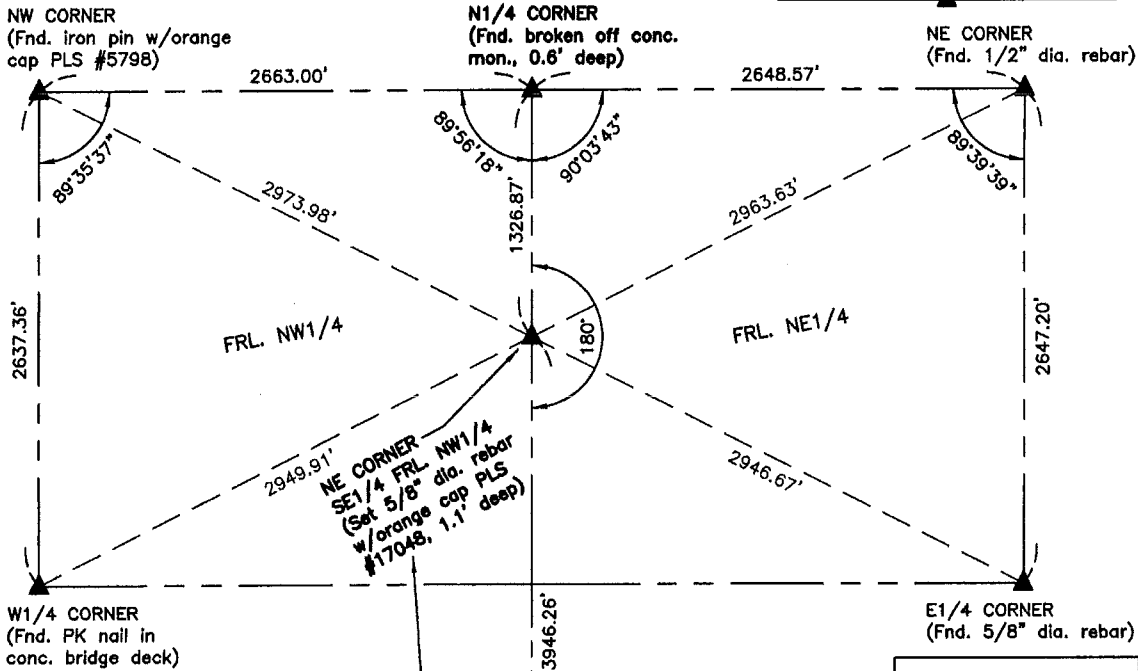 NW CORNER
(Fnd. iron pin w/orange
cap PLS #5798)
N1/4 CORNER
(Fnd. broken off conc.
mon., 0.6' deep)
NE CORNER
(Fnd. 1/2" dia. rebar)
2663.00'
2648.57'
89°35'37"
89°56'18"
90°03'43"
89°39'39"
2973.98'
1326.87'
2963.63'
2637.36'
FRL. NW1/4
180°
FRL. NE1/4
2647.20'
2949.91'
NE CORNER
SE1/4 FRL. NW1/4
(Set 5/8" dia. rebar
w/orange cap PLS
#17048, 1.1' deep)
2946.67'
W1/4 CORNER
(Fnd. PK nail in
conc. bridge deck)
3946.26'
E1/4 CORNER
(Fnd. 5/8" dia. rebar)